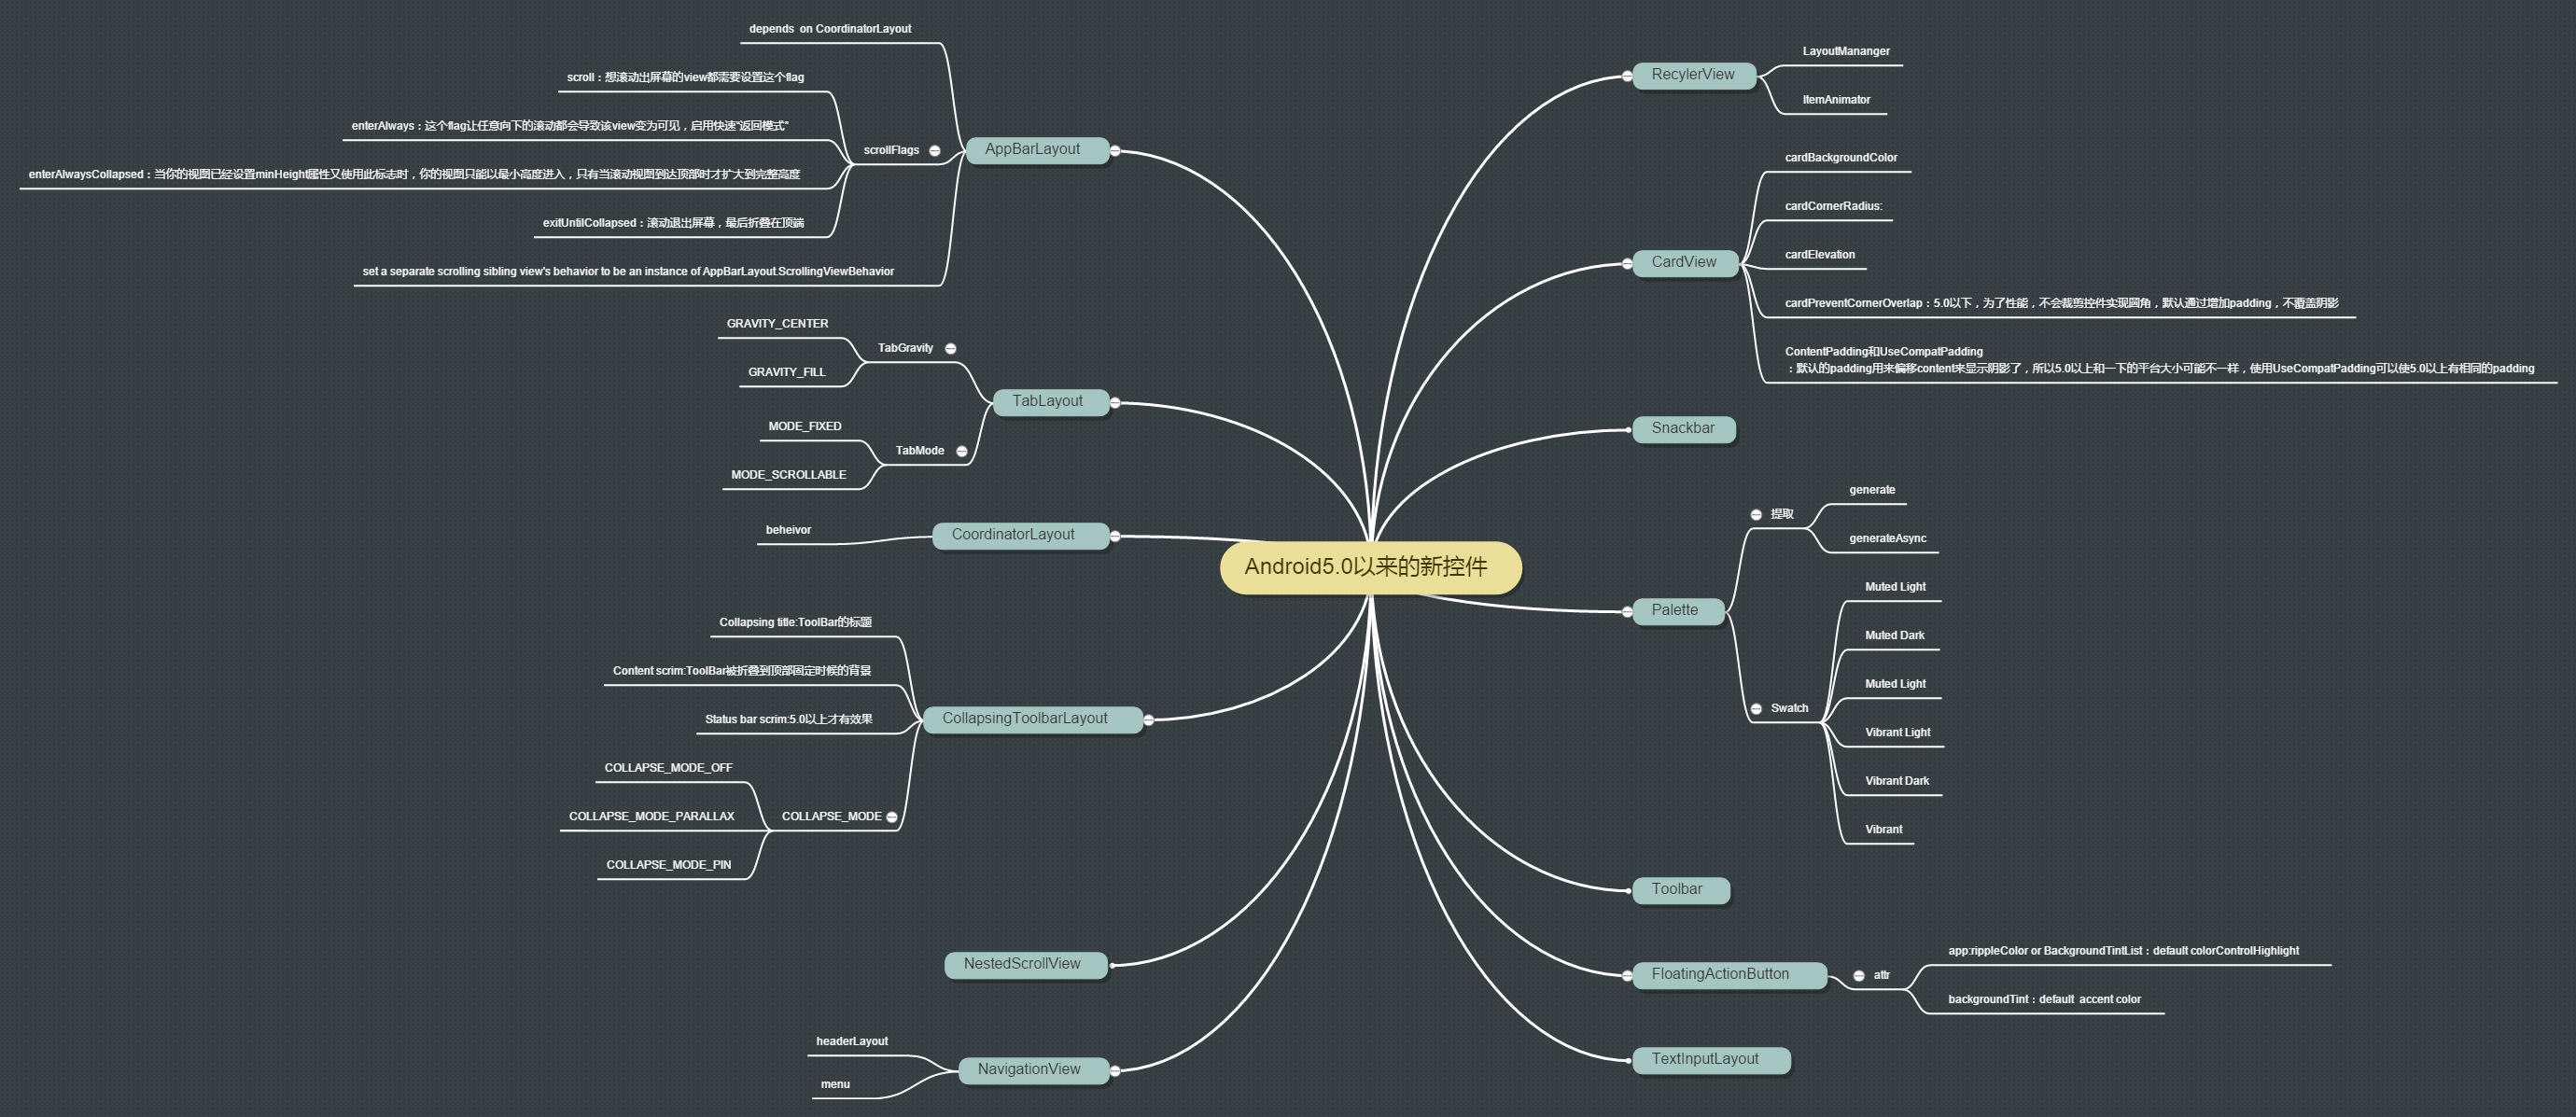 Android5.0以来的新控件
RecylerView
LayoutMananger
ItemAnimator
CardView
cardBackgroundColor
cardCornerRadius:
cardElevation
cardPreventCornerOverlap：5.0以下，为了性能，不会裁剪控件实现圆角，默认通过增加padding，不覆盖阴影
ContentPadding和UseCompatPadding
：默认的padding用来偏移content来显示阴影了，所以5.0以上和一下的平台大小可能不一样，使用UseCompatPadding可以使5.0以上有相同的padding
Snackbar
Palette
提取
generate
generateAsync
Swatch
Muted Light
Muted Dark
Muted Light
Vibrant Light
Vibrant Dark
Vibrant
Toolbar
FloatingActionButton
attr
app:rippleColor or BackgroundTintList：default colorControlHighlight
backgroundTint：default  accent color
TextInputLayout
AppBarLayout
depends  on CoordinatorLayout
scrollFlags
scroll：想滚动出屏幕的view都需要设置这个flag
enterAlways：这个flag让任意向下的滚动都会导致该view变为可见，启用快速“返回模式”
enterAlwaysCollapsed：当你的视图已经设置minHeight属性又使用此标志时，你的视图只能以最小高度进入，只有当滚动视图到达顶部时才扩大到完整高度
exitUntilCollapsed：滚动退出屏幕，最后折叠在顶端
set a separate scrolling sibling view's behavior to be an instance of AppBarLayout.ScrollingViewBehavior
TabLayout
TabGravity
GRAVITY_CENTER
GRAVITY_FILL
TabMode
MODE_FIXED
MODE_SCROLLABLE
CoordinatorLayout
beheivor
CollapsingToolbarLayout
Collapsing title:ToolBar的标题
Content scrim:ToolBar被折叠到顶部固定时候的背景
Status bar scrim:5.0以上才有效果
COLLAPSE_MODE
COLLAPSE_MODE_OFF
COLLAPSE_MODE_PARALLAX
COLLAPSE_MODE_PIN
NestedScrollView
NavigationView
headerLayout
menu